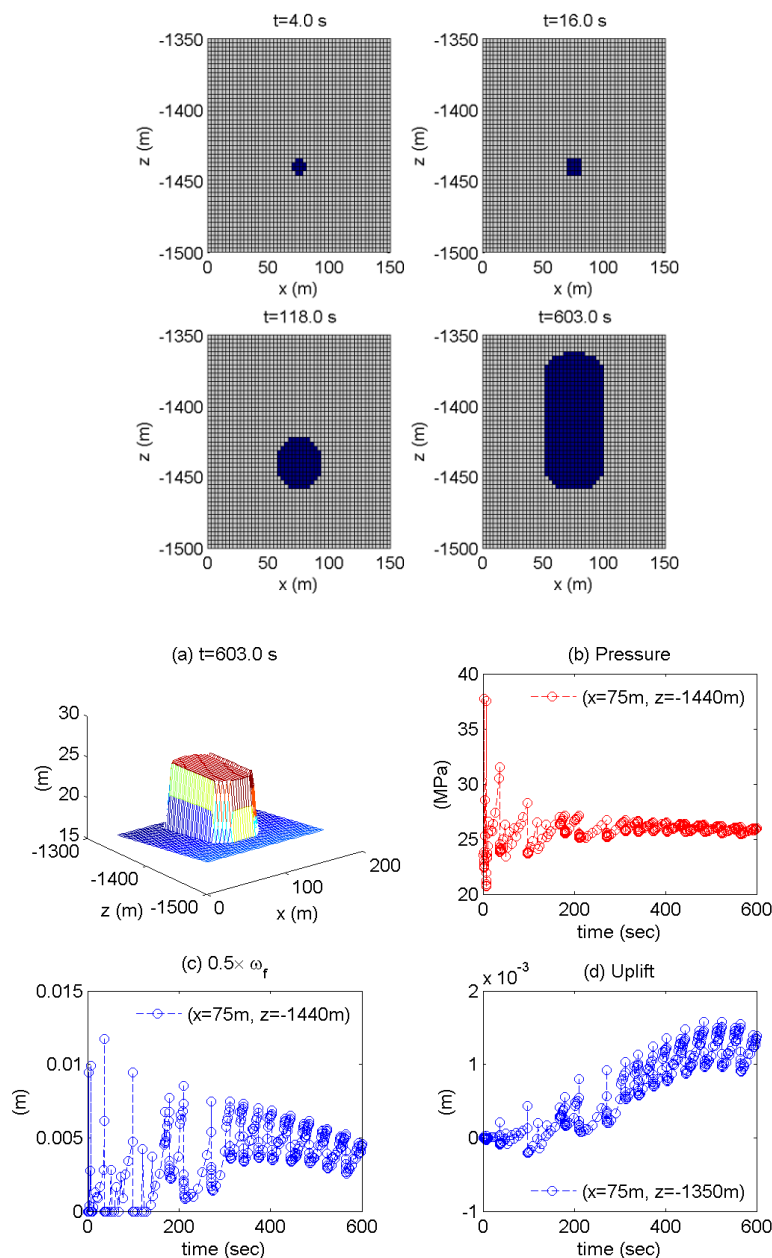 t=4.0 s
t=16.0 s
-1350
-1400
-1450
-1500
z (m)
0 50 100 150
x (m)
-1350
-1400
-1450
-1500
z (m)
0 50 100 150
x (m)
t=118.0 s
t=603.0 s
-1350
-1400
-1450
-1500
z (m)
0 50 100 150
x (m)
-1350
-1400
-1450
-1500
z (m)
0 50 100 150
x (m)
(a) t=603.0 s
30
25
20
15
(m)
-1300
-1400
-1500
z (m)
0
100
200
x (m)
(b) Pressure
40
35
30
25
20
(MPa)
(x=75m, z=-1440m)
0 200 400 600
time (sec)
(c) 0.5× ωf
0.015
0.01
0.005
0
(m)
(x=75m, z=-1440m)
0 200 400 600
time (sec)
(d) Uplift
x 10⁻³
2
1
0
-1
(m)
(x=75m, z=-1350m)
0 200 400 600
time (sec)